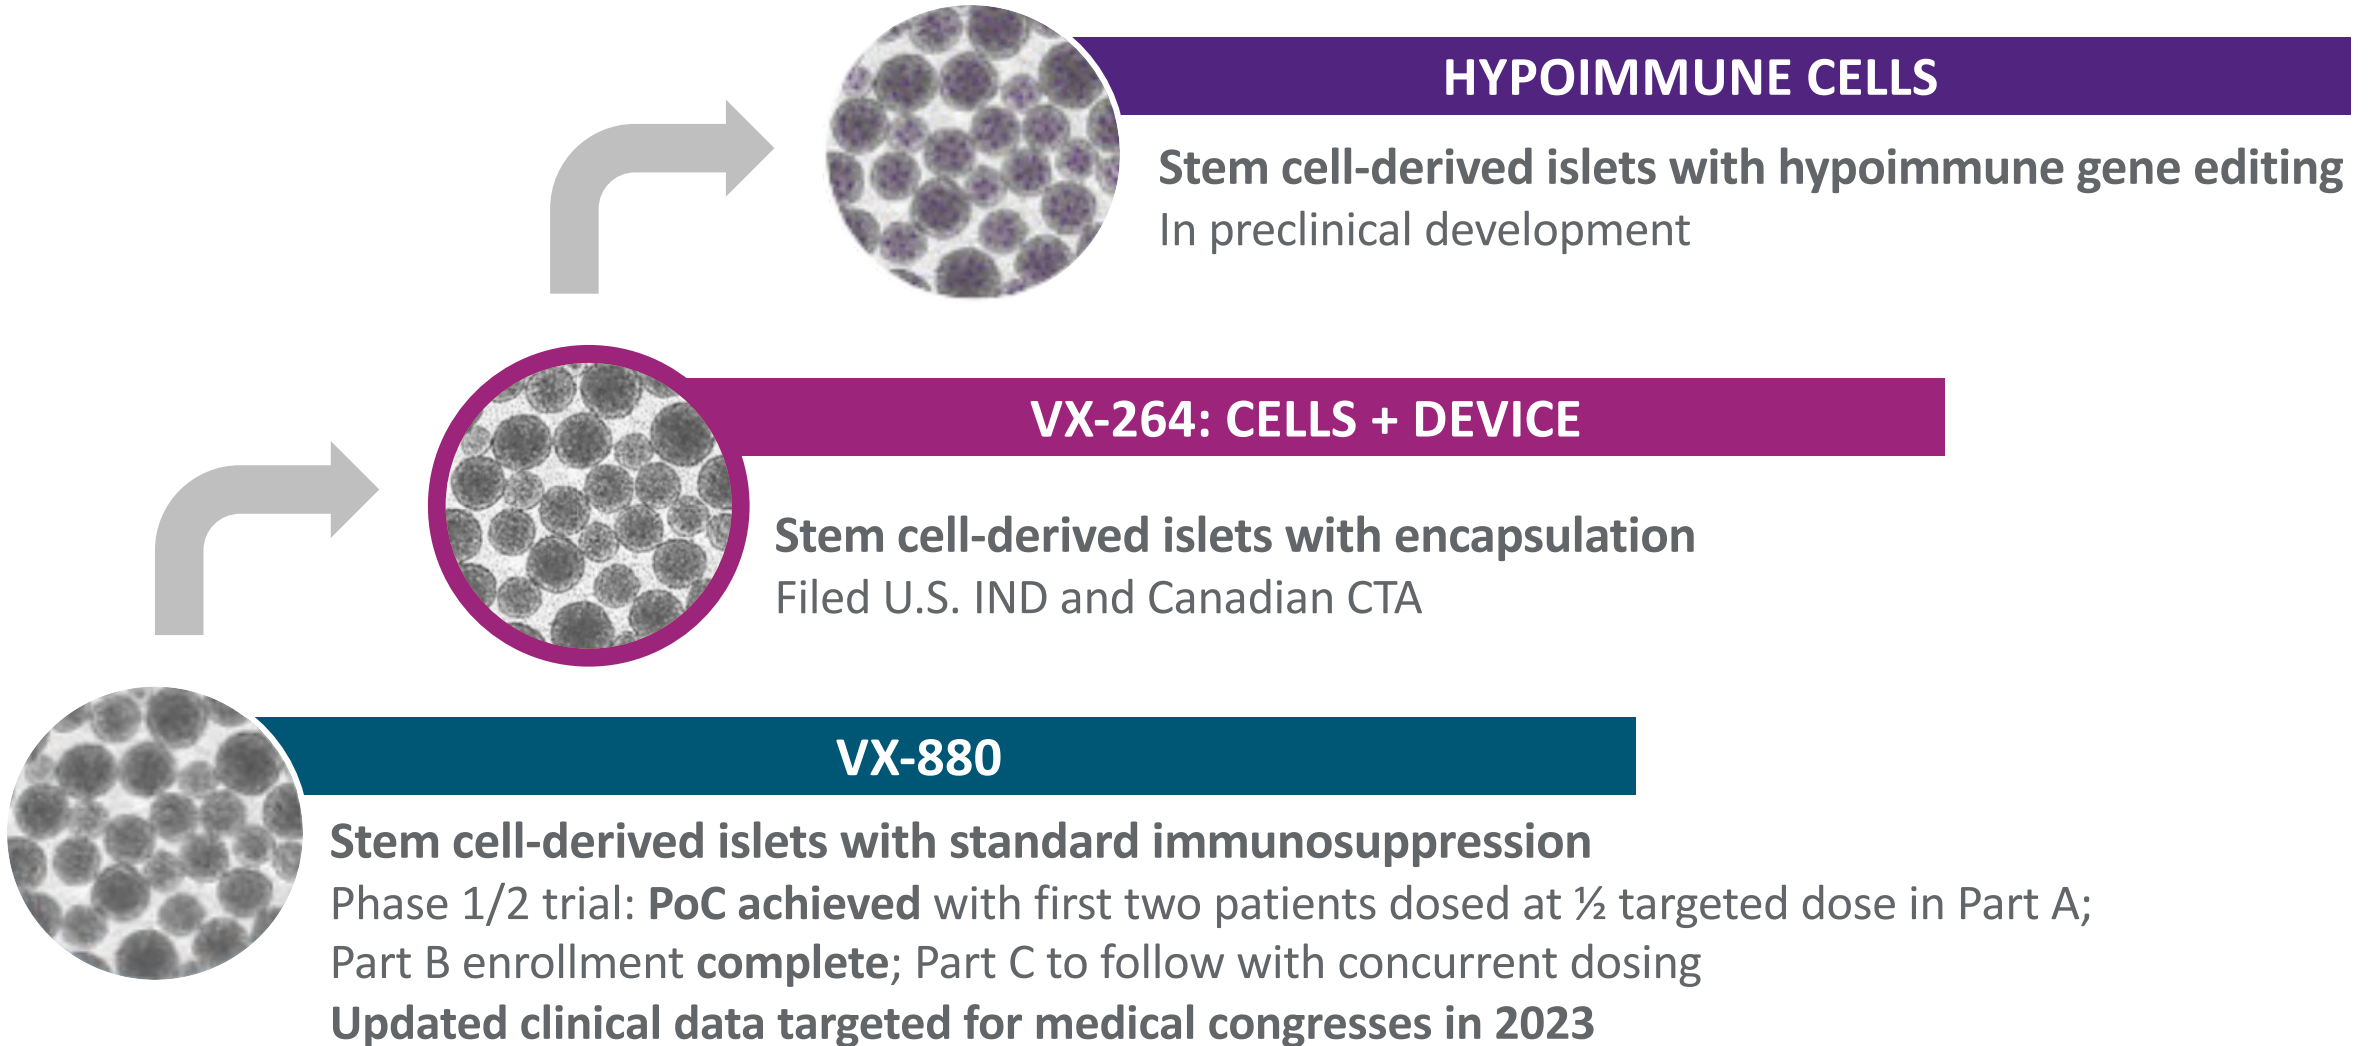 HYPOIMMUNE CELLS
Stem cell-derived islets with hypoimmune gene editing
In preclinical development
VX-264: CELLS + DEVICE
Stem cell-derived islets with encapsulation
Filed U.S. IND and Canadian CTA
VX-880
Stem cell-derived islets with standard immunosuppression
Phase 1/2 trial: PoC achieved with first two patients dosed at ½ targeted dose in Part A;
Part B enrollment complete; Part C to follow with concurrent dosing
Updated clinical data targeted for medical congresses in 2023